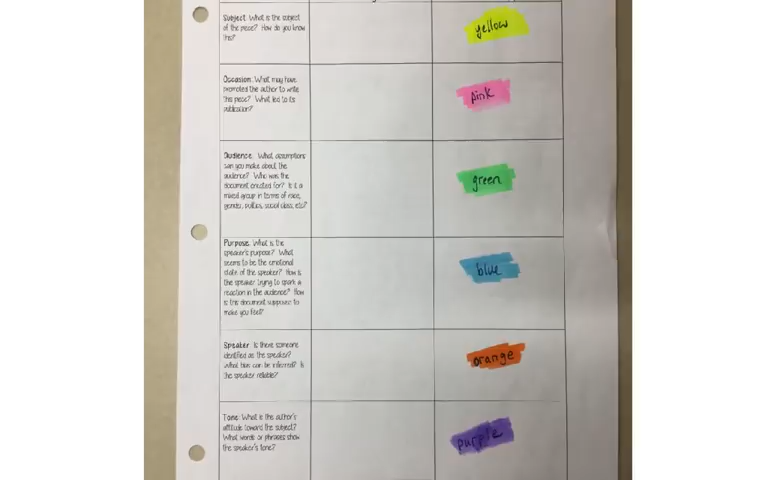 Subject: What is the subject
of the piece? How do you know
this?
yellow
Occasion: What may have
promoted the author to write
this piece? What led to its
publication?
pink
Audience: What assumptions
can you make about the
audience? Who was the
document created for? Is it a
mixed group in terms of race,
gender, politics, social class, etc?
green
Purpose: What is the
speaker's purpose? What
seems to be the emotional
state of the speaker? How is
the speaker trying to spark a
reaction in the audience? How
is this document supposed to
make you feel?
blue
Speaker: Is there someone
identified as the speaker?
What bias can be inferred? Is
the speaker reliable?
orange
Tone: What is the author's
attitude toward the subject?
What words or phrases show
the speaker's tone?
purple